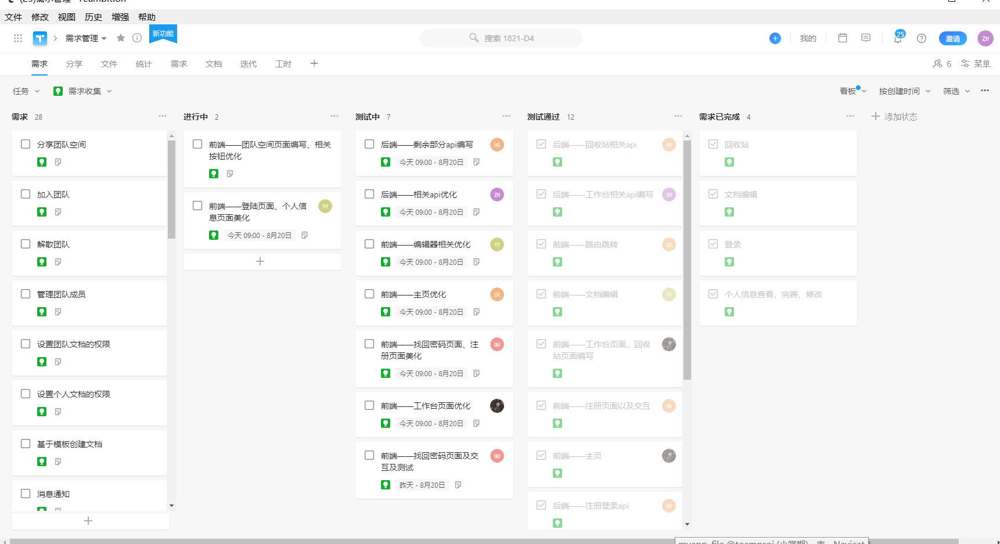 (25)需求管理 - Teambition
文件 修改 视图 历史 增强 帮助
需求管理
新功能
搜索 1821-D4
我的
25
邀请
ZH
需求 分享 文件 统计 需求 文档 迭代 工时
6 菜单
任务 需求收集
看板 按创建时间 筛选
需求 28
分享团队空间
加入团队
解散团队
管理团队成员
设置团队文档的权限
设置个人文档的权限
基于模板创建文档
消息通知
进行中 2
前端——团队空间页面编写、相关
按钮优化
前端——登陆页面、个人信
息页面美化
YY
今天 09:00 - 8月20日
测试中 7
后端——剩余部分api编写
HS
今天 09:00 - 8月20日
后端——相关api优化
ZH
今天 09:00 - 8月20日
前端——编辑器相关优化
YY
今天 09:00 - 8月20日
前端——主页优化
CX
今天 09:00 - 8月20日
前端——找回密码页面、注
册页面美化
QU
今天 09:00 - 8月20日
前端——工作台页面优化
今天 09:00 - 8月20日
前端——找回密码页面及交
互及测试
QU
昨天 - 8月20日
测试通过 12
后端——回收站相关api
HS
后端——工作台相关api编写
ZH
前端——路由跳转
CX
前端——文档编辑
YY
前端——工作台页面、回收
站页面编写
前端——注册页面以及交互
HS
前端——主页
后端——注册登录api
HS
需求已完成 4
回收站
文档编辑
登录
个人信息查看、完善、修改
添加状态
myapp_file @teamproj (小学期) - 表 - Navicat